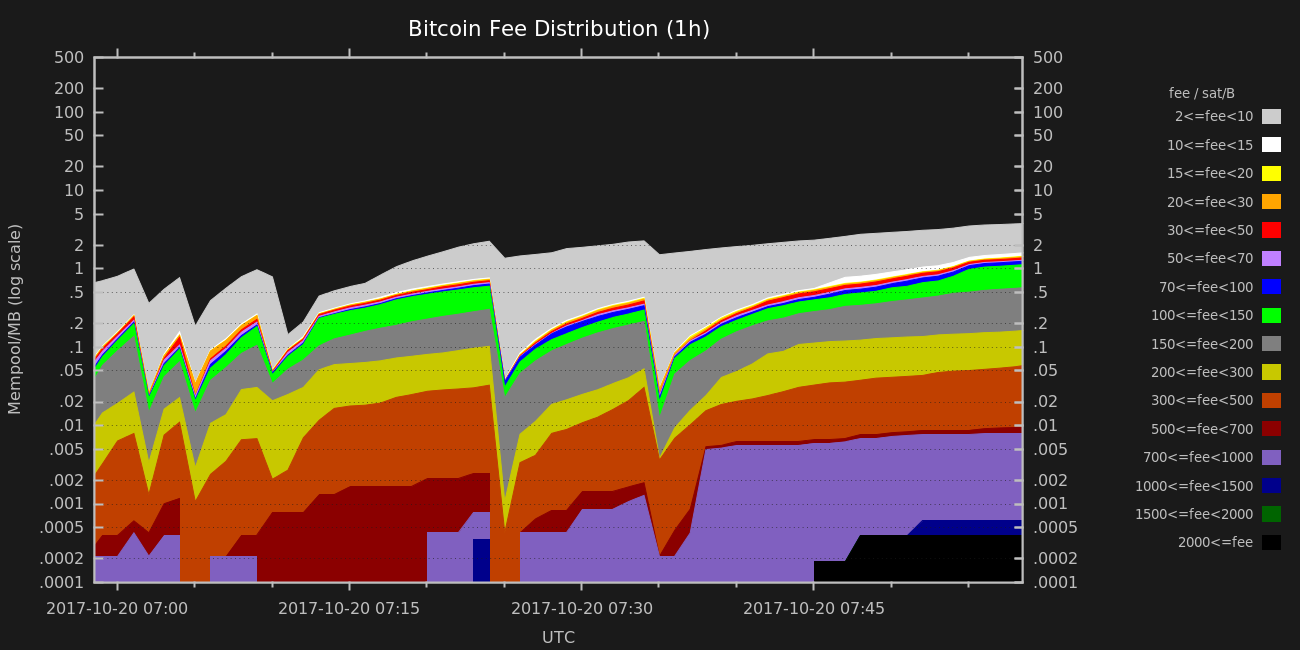 Bitcoin Fee Distribution (1h)
Mempool/MB (log scale)
500
200
100
50
20
10
5
2
1
.5
.2
.1
.05
.02
.01
.005
.002
.001
.0005
.0002
.0001
500
200
100
50
20
10
5
2
1
.5
.2
.1
.05
.02
.01
.005
.002
.001
.0005
.0002
.0001
2017-10-20 07:00
2017-10-20 07:15
2017-10-20 07:30
2017-10-20 07:45
UTC
fee / sat/B
2<=fee<10
10<=fee<15
15<=fee<20
20<=fee<30
30<=fee<50
50<=fee<70
70<=fee<100
100<=fee<150
150<=fee<200
200<=fee<300
300<=fee<500
500<=fee<700
700<=fee<1000
1000<=fee<1500
1500<=fee<2000
2000<=fee